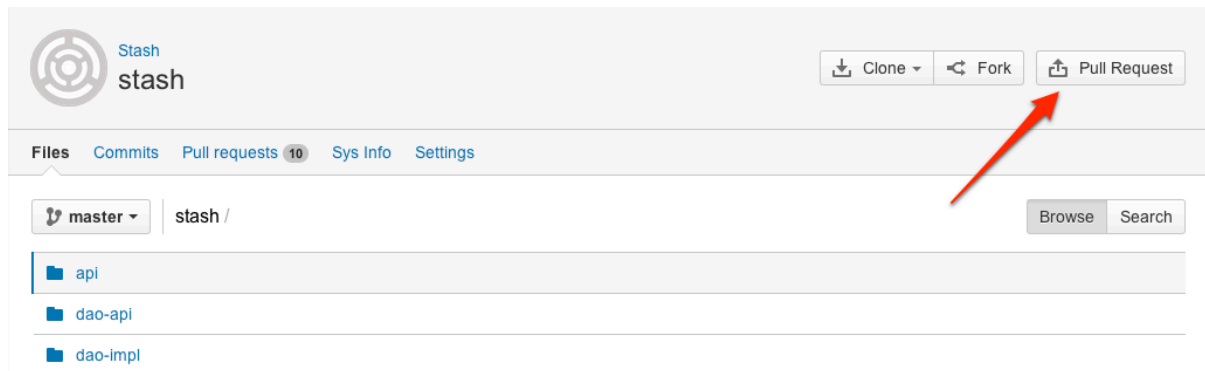 Stash
stash
Clone Fork Pull Request
Files Commits Pull requests 10 Sys Info Settings
master stash / Browse Search
api
dao-api
dao-impl